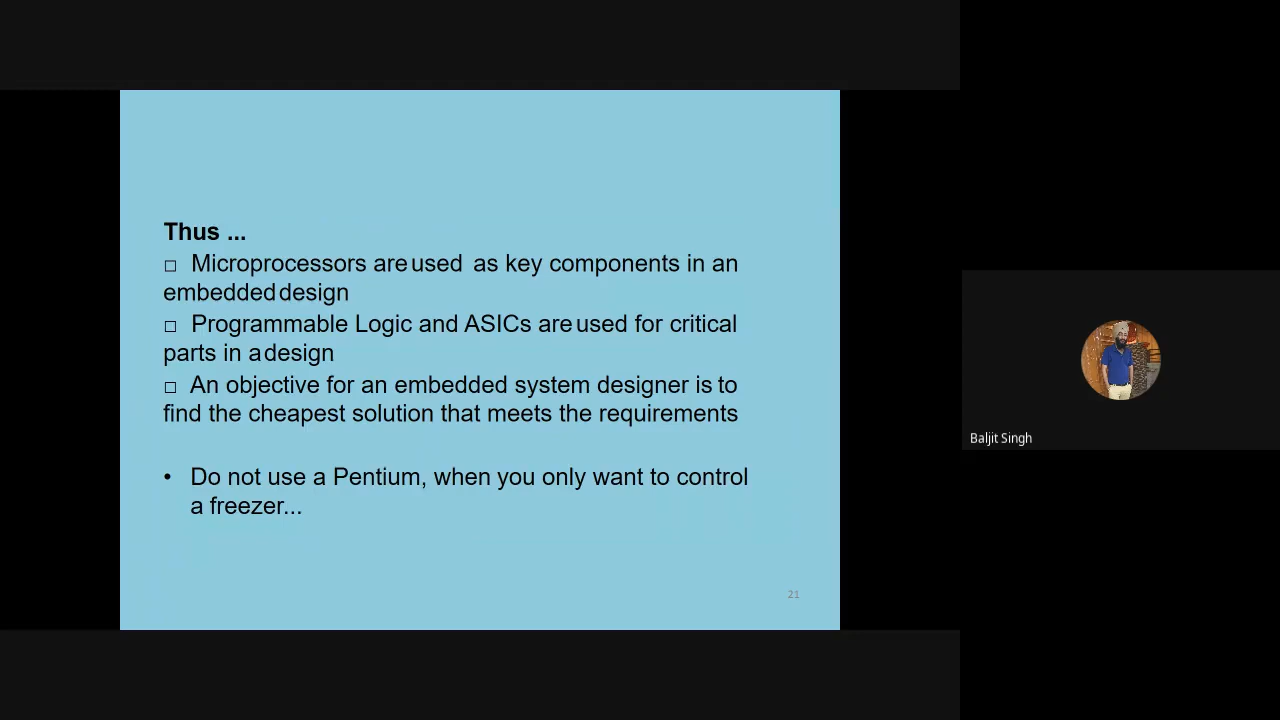 Thus ...
□ Microprocessors are used as key components in an
embedded design
□ Programmable Logic and ASICs are used for critical
parts in a design
□ An objective for an embedded system designer is to
find the cheapest solution that meets the requirements
• Do not use a Pentium, when you only want to control
a freezer...
21
Baljit Singh